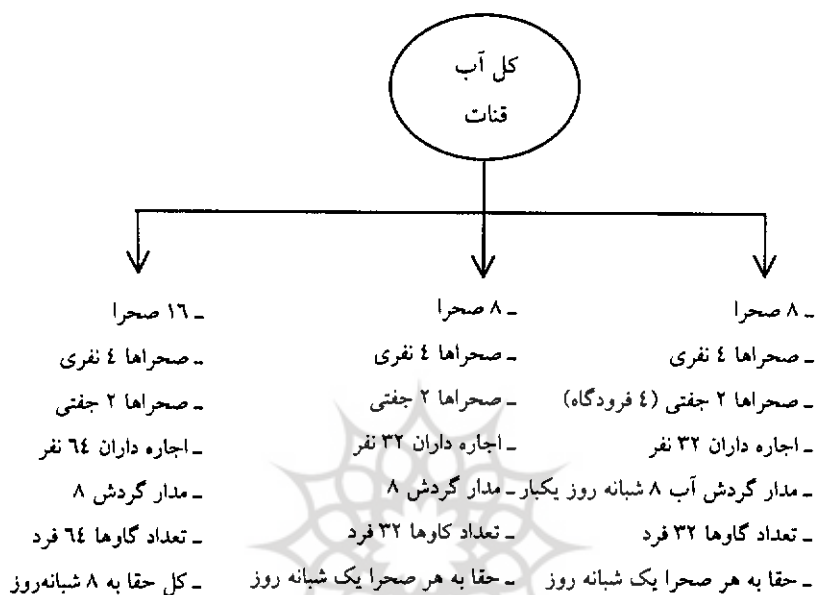 کل آب
قنات
ـ ۸ صحرا
ـ صحراها ٤ نفری
ـ صحراها ۲ جفتی (٤ فرودگاه)
ـ اجاره داران ۳۲ نفر
ـ مدار گردش آب ۸ شبانه روز یکبار
ـ تعداد گاوها ۳۲ فرد
ـ حقا به هر صحرا یک شبانه روز
ـ ۸ صحرا
ـ صحراها ٤ نفری
ـ صحراها ۲ جفتی
ـ اجاره داران ۳۲ نفر
ـ مدار گردش ۸
ـ تعداد کاوها ۳۲ فرد
ـ حقا به هر صحرا یک شبانه روز
ـ ۱٦ صحرا
ـ صحراها ٤ نفری
ـ صحراها ۲ جفتی
ـ اجاره داران ٦٤ نفر
ـ مدار گردش ۸
ـ تعداد گاوها ٦٤ فرد
ـ کل حقا به ۸ شبانه‌روز